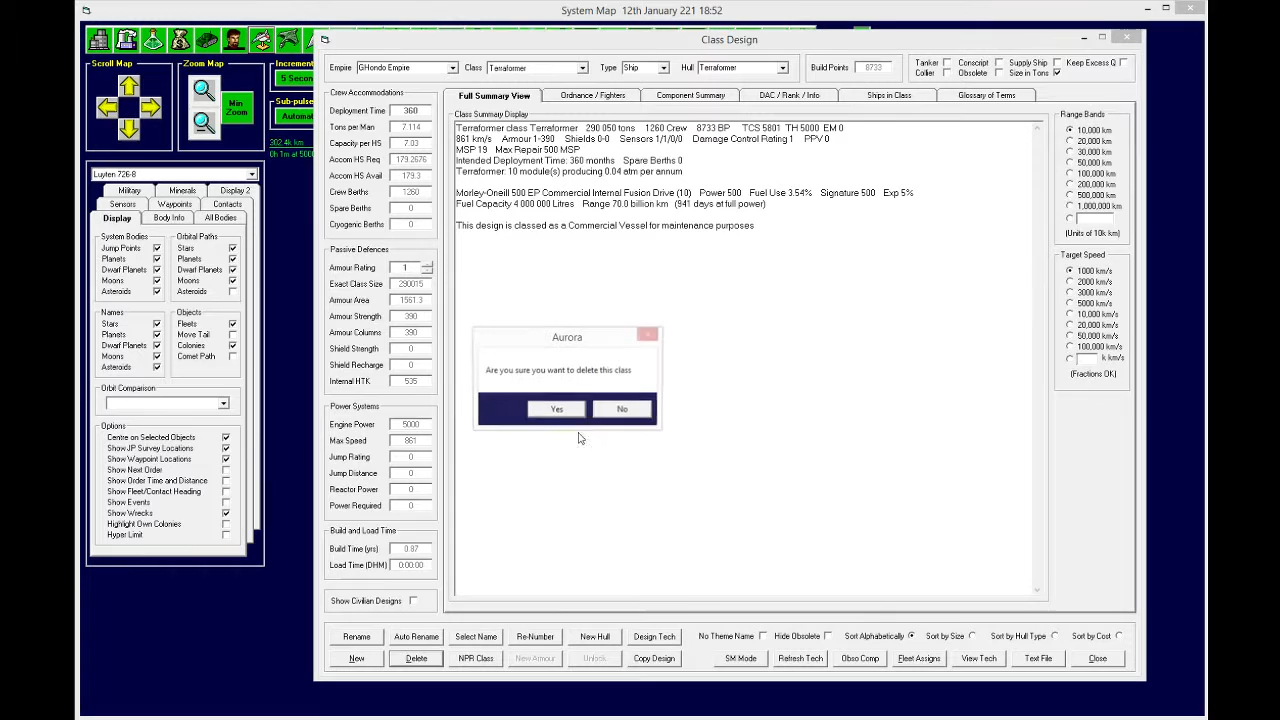 System Map 12th January 221 18:52
Scroll Map
Zoom Map
Min
Zoom
Increment
5 Secon
Sub-pulse
Automat
302.4k km
0h 1m at 5000
Luyten 726-8
Military
Minerals
Display 2
Sensors
Waypoints
Contacts
Display
Body Info
All Bodies
System Bodies
Jump Points
Planets
Dwarf Planets
Moons
Asteroids
Orbital Paths
Stars
Planets
Dwarf Planets
Moons
Asteroids
Names
Stars
Planets
Dwarf Planets
Moons
Asteroids
Objects
Fleets
Move Tail
Colonies
Comet Path
Orbit Comparison
Options
Centre on Selected Objects
Show JP Survey Locations
Show Waypoint Locations
Show Next Order
Show Order Time and Distance
Show Fleet/Contact Heading
Show Events
Show Wrecks
Highlight Own Colonies
Hyper Limit
Class Design
Empire GHondo Empire
Class Terraformer
Type Ship
Hull Terraformer
Build Points 8733
Tanker
Conscript
Supply Ship
Keep Excess Q
Collier
Obsolete
Size in Tons
Crew Accommodations
Deployment Time 360
Tons per Man 7.114
Capacity per HS 7.03
Accom HS Req 179.2676
Accom HS Avail 179.3
Crew Berths 1260
Spare Berths 0
Cryogenic Berths 0
Passive Defences
Armour Rating 1
Exact Class Size 290015
Armour Area 1561.3
Armour Strength 390
Armour Columns 390
Shield Strength 0
Shield Recharge 0
Internal HTK 535
Power Systems
Engine Power 5000
Max Speed 861
Jump Rating 0
Jump Distance 0
Reactor Power 0
Power Required 0
Build and Load Time
Build Time (yrs) 0.87
Load Time (DHM) 0:00:00
Show Civilian Designs
Full Summary View
Ordnance / Fighters
Component Summary
DAC / Rank / Info
Ships in Class
Glossary of Terms
Class Summary Display
Terraformer class Terraformer 290 050 tons 1260 Crew 8733 BP TCS 5801 TH 5000 EM 0
861 km/s Armour 1-390 Shields 0-0 Sensors 1/1/0/0 Damage Control Rating 1 PPV 0
MSP 19 Max Repair 500 MSP
Intended Deployment Time: 360 months Spare Berths 0
Terraformer: 10 module(s) producing 0.04 atm per annum
Morley-Oneill 500 EP Commercial Internal Fusion Drive (10) Power 500 Fuel Use 3.54% Signature 500 Exp 5%
Fuel Capacity 4 000 000 Litres Range 70.0 billion km (941 days at full power)
This design is classed as a Commercial Vessel for maintenance purposes
Aurora
Are you sure you want to delete this class
Yes
No
Range Bands
10,000 km
20,000 km
30,000 km
50,000 km
100,000 km
200,000 km
500,000 km
1,000,000 km
(Units of 10k km)
Target Speed
1000 km/s
2000 km/s
3000 km/s
5000 km/s
10,000 km/s
20,000 km/s
50,000 km/s
100,000 km/s
k km/s
(Fractions OK)
Rename
Auto Rename
Select Name
Re-Number
New Hull
Design Tech
No Theme Name
Hide Obsolete
Sort Alphabetically
Sort by Size
Sort by Hull Type
Sort by Cost
New
Delete
NPR Class
New Armour
Unlock
Copy Design
SM Mode
Refresh Tech
Obso Comp
Fleet Assigns
View Tech
Text File
Close